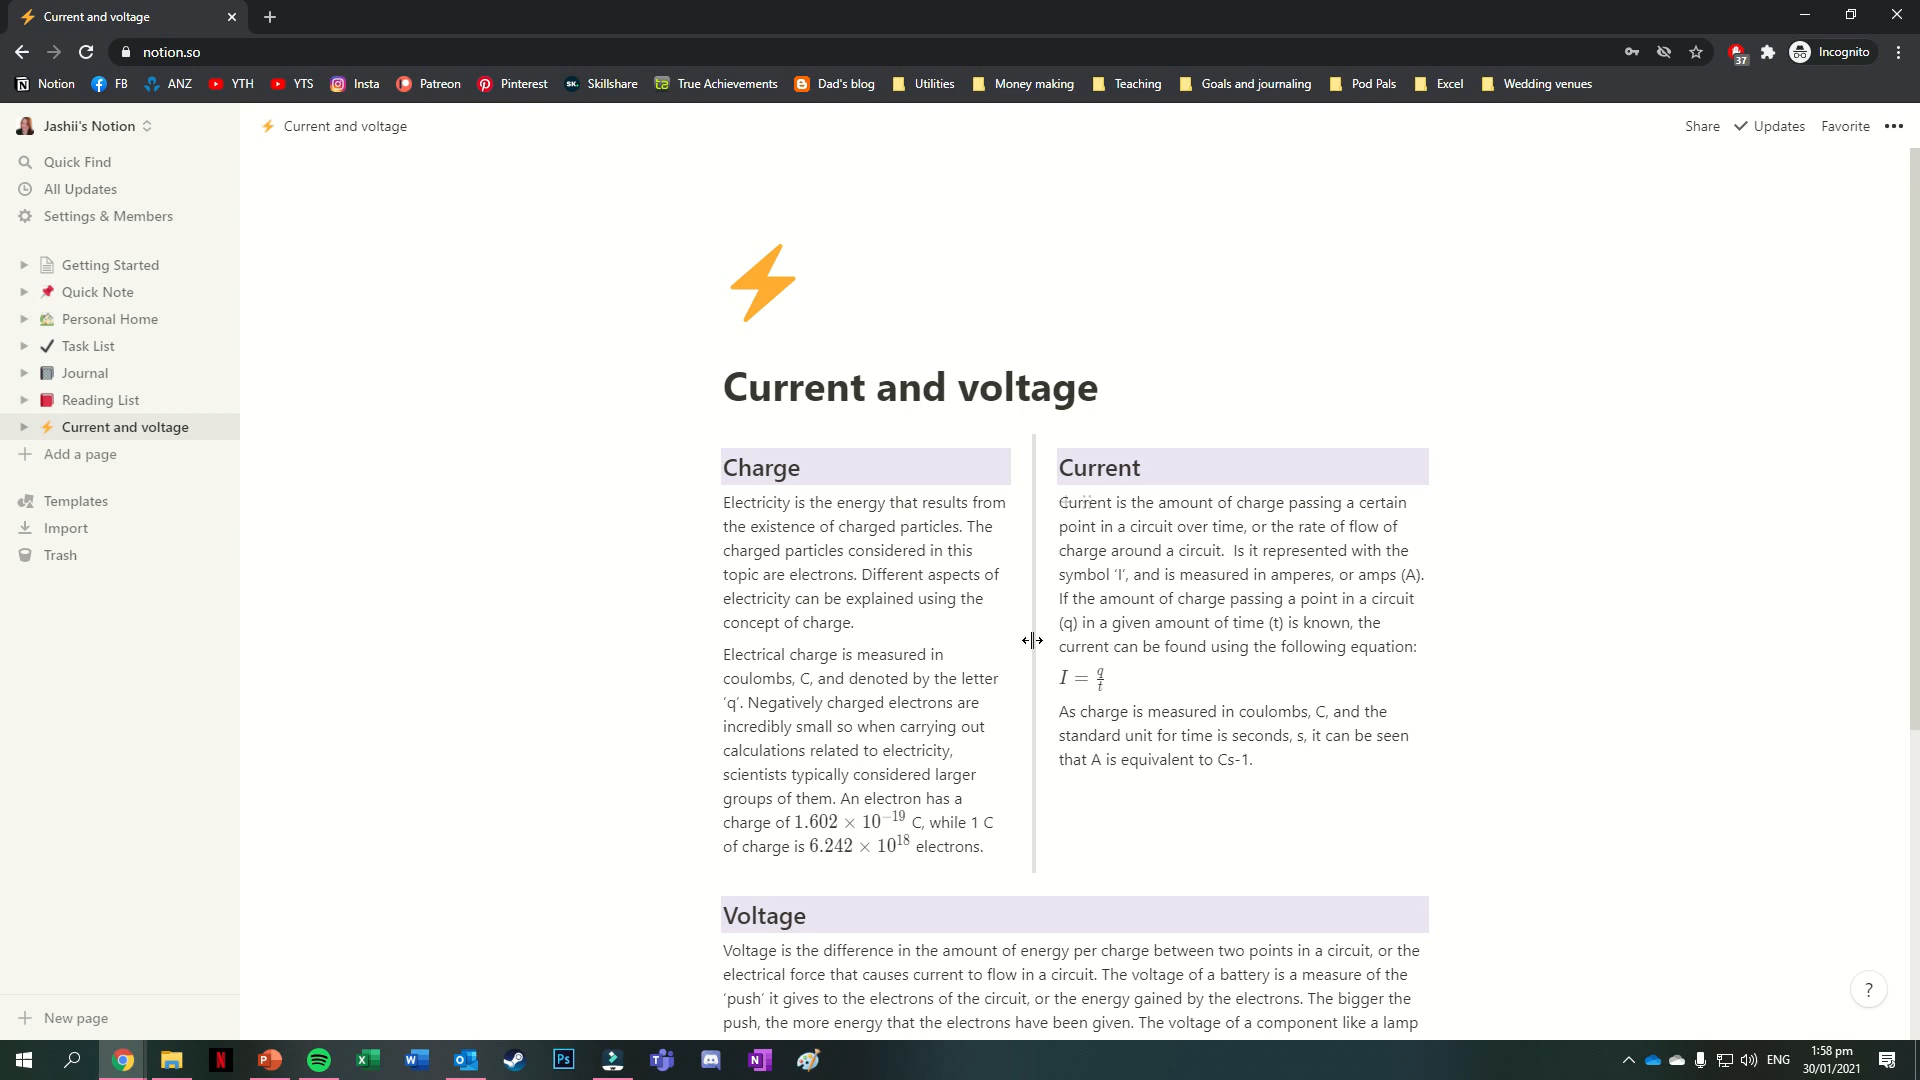 Current and voltage
notion.so
37
Incognito
Notion FB ANZ YTH YTS Insta Patreon Pinterest Skillshare True Achievements Dad's blog Utilities Money making Teaching Goals and journaling Pod Pals Excel Wedding venues
Jashii's Notion
Current and voltage
Share Updates Favorite
Quick Find
All Updates
Settings & Members
Getting Started
Quick Note
Personal Home
Task List
Journal
Reading List
Current and voltage
Add a page
Templates
Import
Trash
New page
Current and voltage
Charge
Electricity is the energy that results from
the existence of charged particles. The
charged particles considered in this
topic are electrons. Different aspects of
electricity can be explained using the
concept of charge.
Electrical charge is measured in
coulombs, C, and denoted by the letter
‘q’. Negatively charged electrons are
incredibly small so when carrying out
calculations related to electricity,
scientists typically considered larger
groups of them. An electron has a
charge of 1.602 × 10⁻¹⁹ C, while 1 C
of charge is 6.242 × 10¹⁸ electrons.
Current
Current is the amount of charge passing a certain
point in a circuit over time, or the rate of flow of
charge around a circuit.  Is it represented with the
symbol ‘I’, and is measured in amperes, or amps (A).
If the amount of charge passing a point in a circuit
(q) in a given amount of time (t) is known, the
current can be found using the following equation:
I = q/t
As charge is measured in coulombs, C, and the
standard unit for time is seconds, s, it can be seen
that A is equivalent to Cs-1.
Voltage
Voltage is the difference in the amount of energy per charge between two points in a circuit, or the
electrical force that causes current to flow in a circuit. The voltage of a battery is a measure of the
‘push’ it gives to the electrons of the circuit, or the energy gained by the electrons. The bigger the
push, the more energy that the electrons have been given. The voltage of a component like a lamp
?
ENG
1:58 pm
30/01/2021